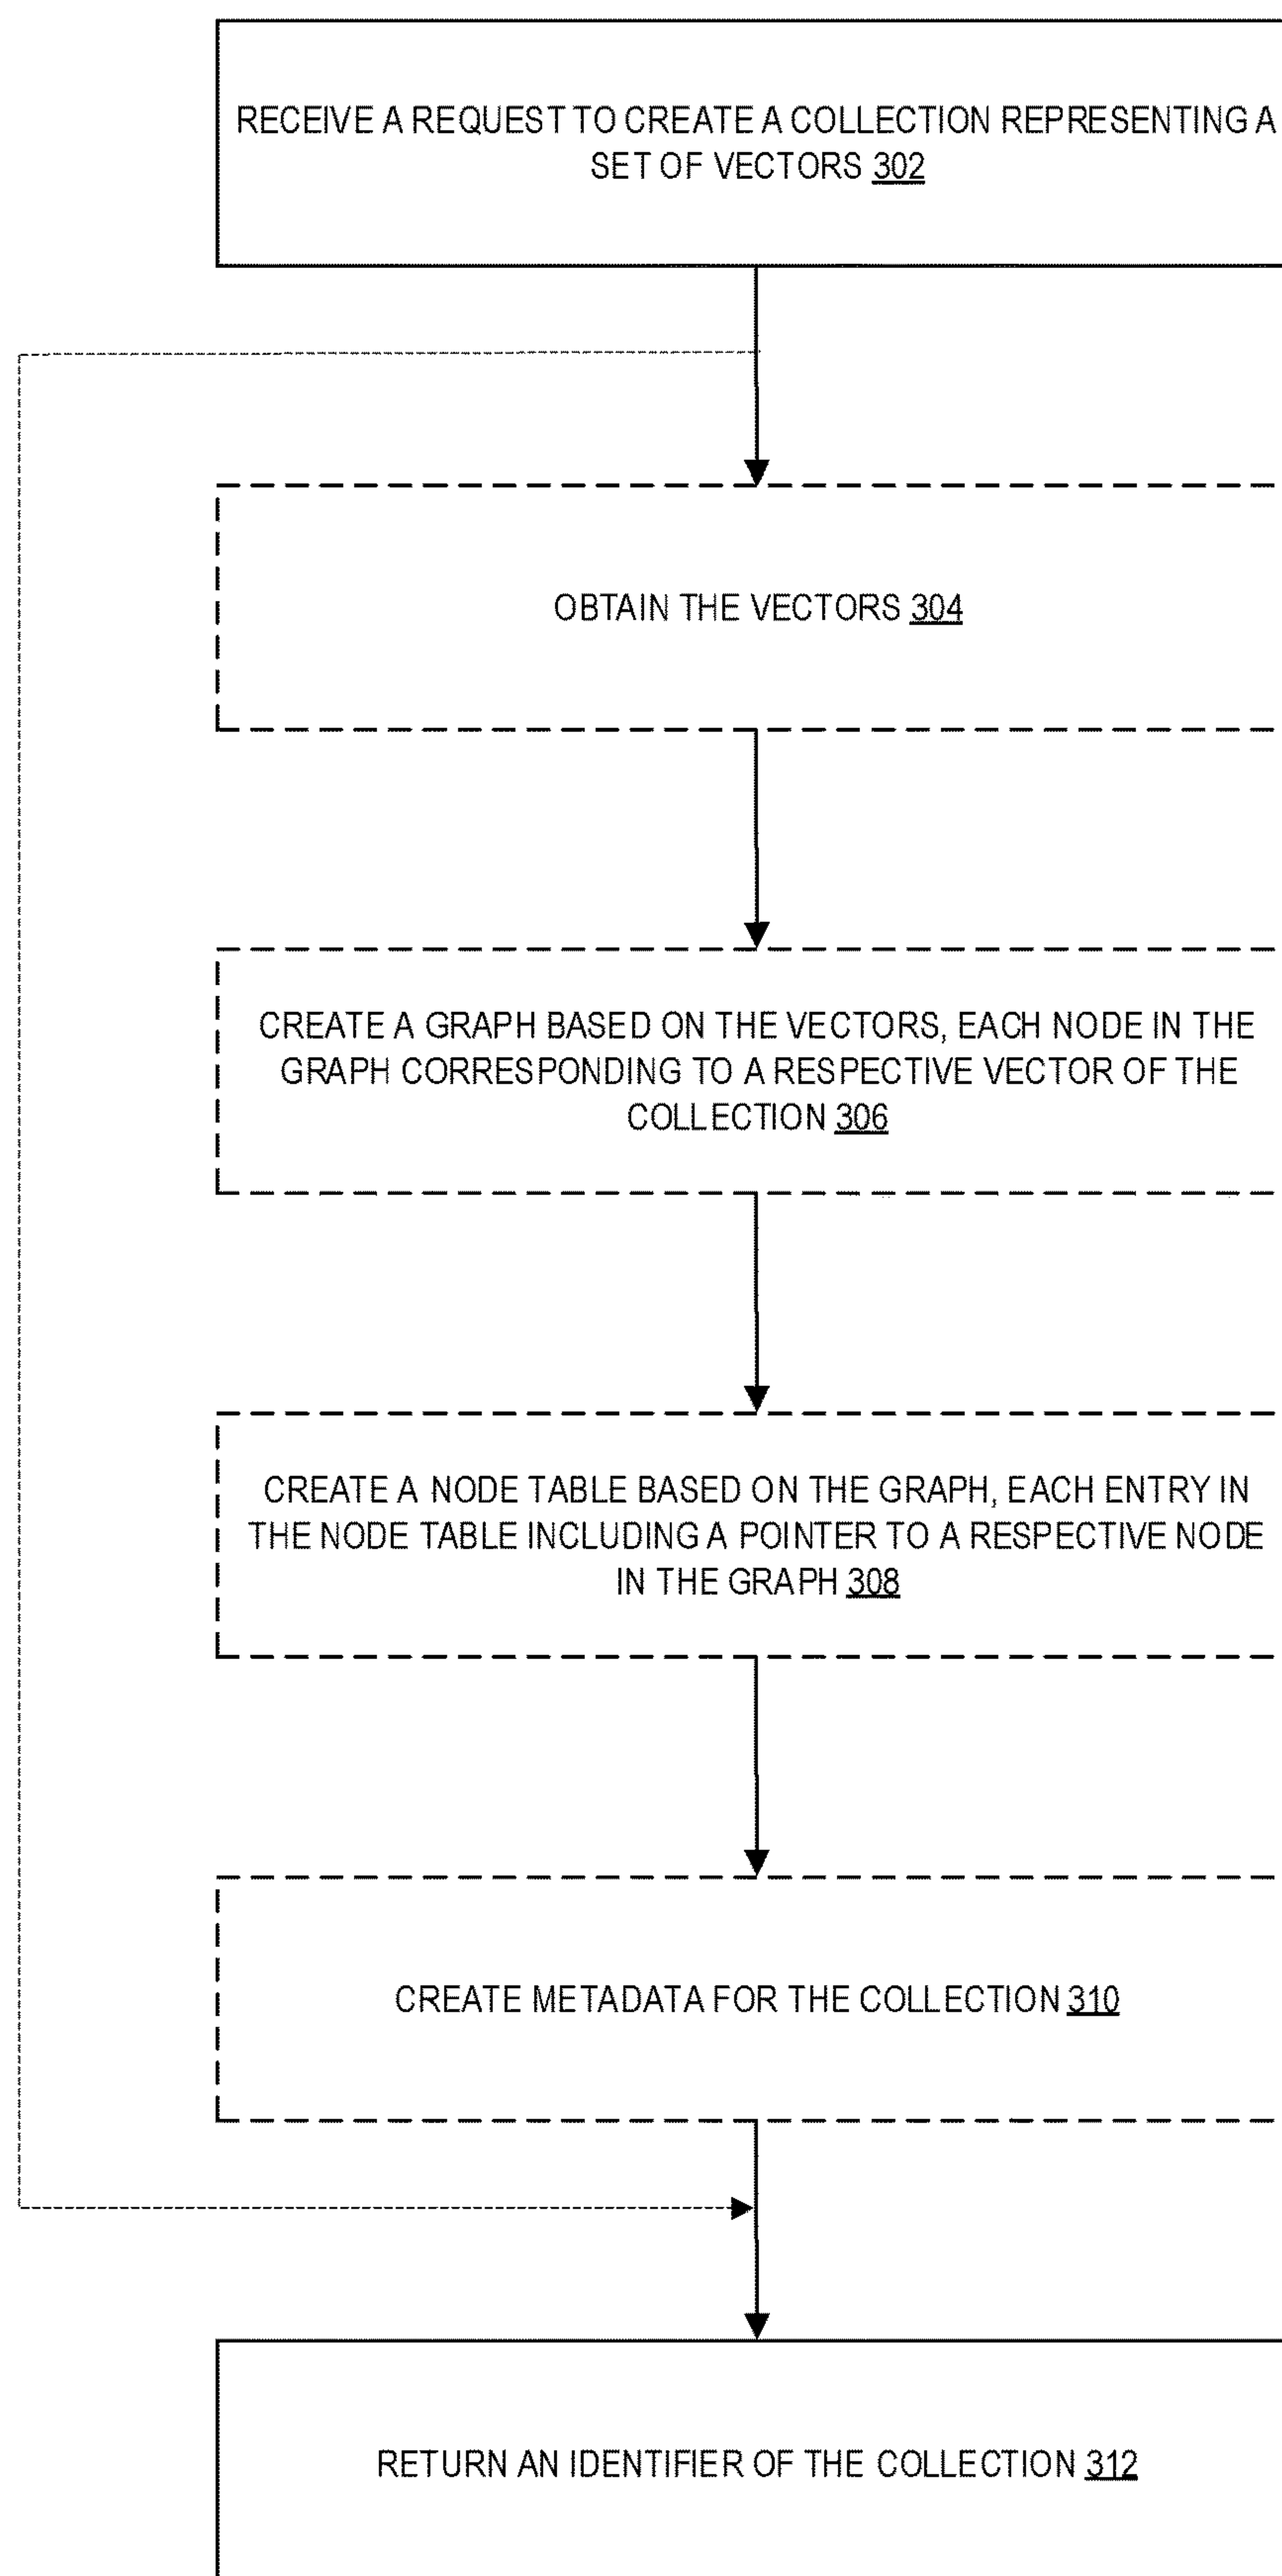 RECEIVE A REQUEST TO CREATE A COLLECTION REPRESENTING A
SET OF VECTORS 302
OBTAIN THE VECTORS 304
CREATE A GRAPH BASED ON THE VECTORS, EACH NODE IN THE
GRAPH CORRESPONDING TO A RESPECTIVE VECTOR OF THE
COLLECTION 306
CREATE A NODE TABLE BASED ON THE GRAPH, EACH ENTRY IN
THE NODE TABLE INCLUDING A POINTER TO A RESPECTIVE NODE
IN THE GRAPH 308
CREATE METADATA FOR THE COLLECTION 310
RETURN AN IDENTIFIER OF THE COLLECTION 312